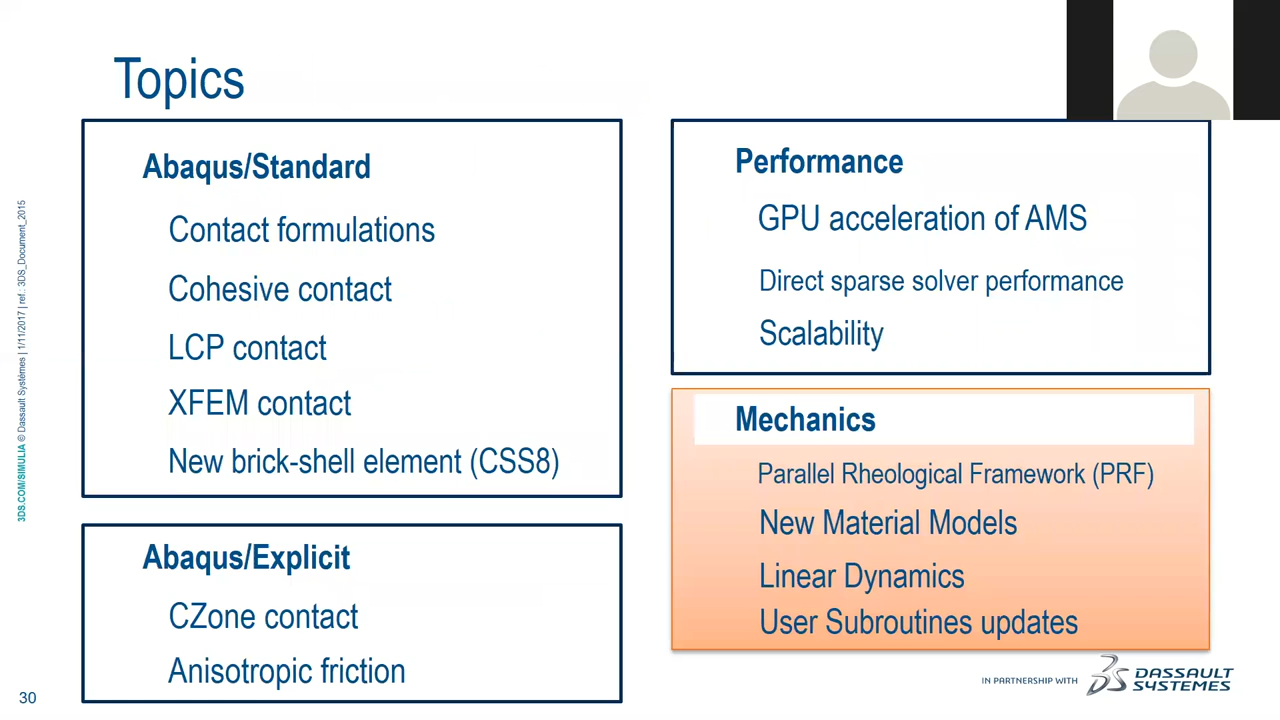 Topics
Abaqus/Standard
Contact formulations
Cohesive contact
LCP contact
XFEM contact
New brick-shell element (CSS8)
Abaqus/Explicit
CZone contact
Anisotropic friction
Performance
GPU acceleration of AMS
Direct sparse solver performance
Scalability
Mechanics
Parallel Rheological Framework (PRF)
New Material Models
Linear Dynamics
User Subroutines updates
3DS.COM/SIMULIA © Dassault Systèmes | 1/11/2017 | ref.: 3DS_Document_2015
30
IN PARTNERSHIP WITH
DASSAULT
SYSTEMES